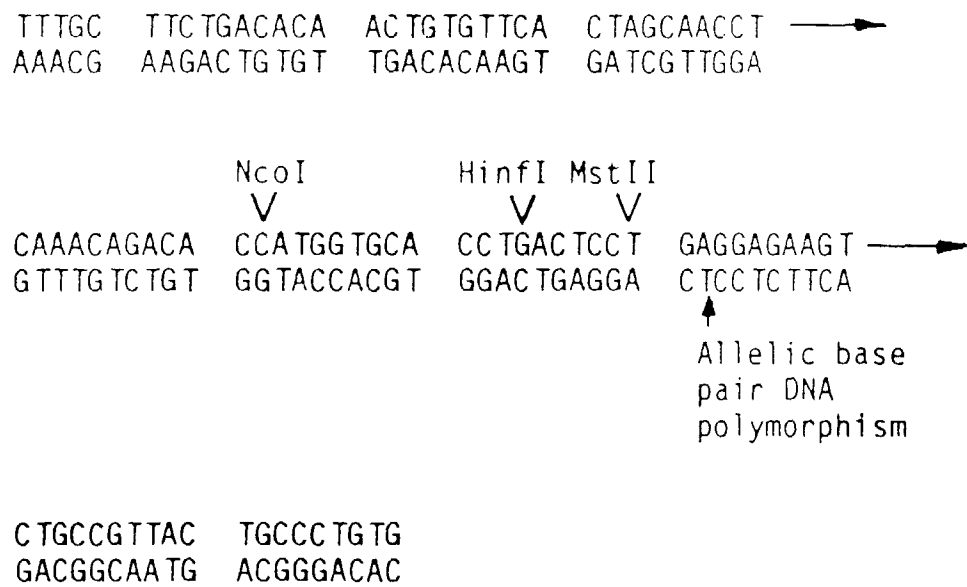 TTTGC TTCTGACACA ACTGTGTTCA CTAGCAACCT
AAACG AAGACTGTGT TGACACAAGT GATCGTTGGA
NcoI HinfI MstII
CAAACAGACA CCATGGTGCA CCTGACTCCT GAGGAGAAGT
GTTTGTCTGT GGTACCACGT GGACTGAGGA CTCCTCTTCA
Allelic base
pair DNA
polymorphism
CTGCCGTTAC TGCCCTGTG
GACGGCAATG ACGGGACAC